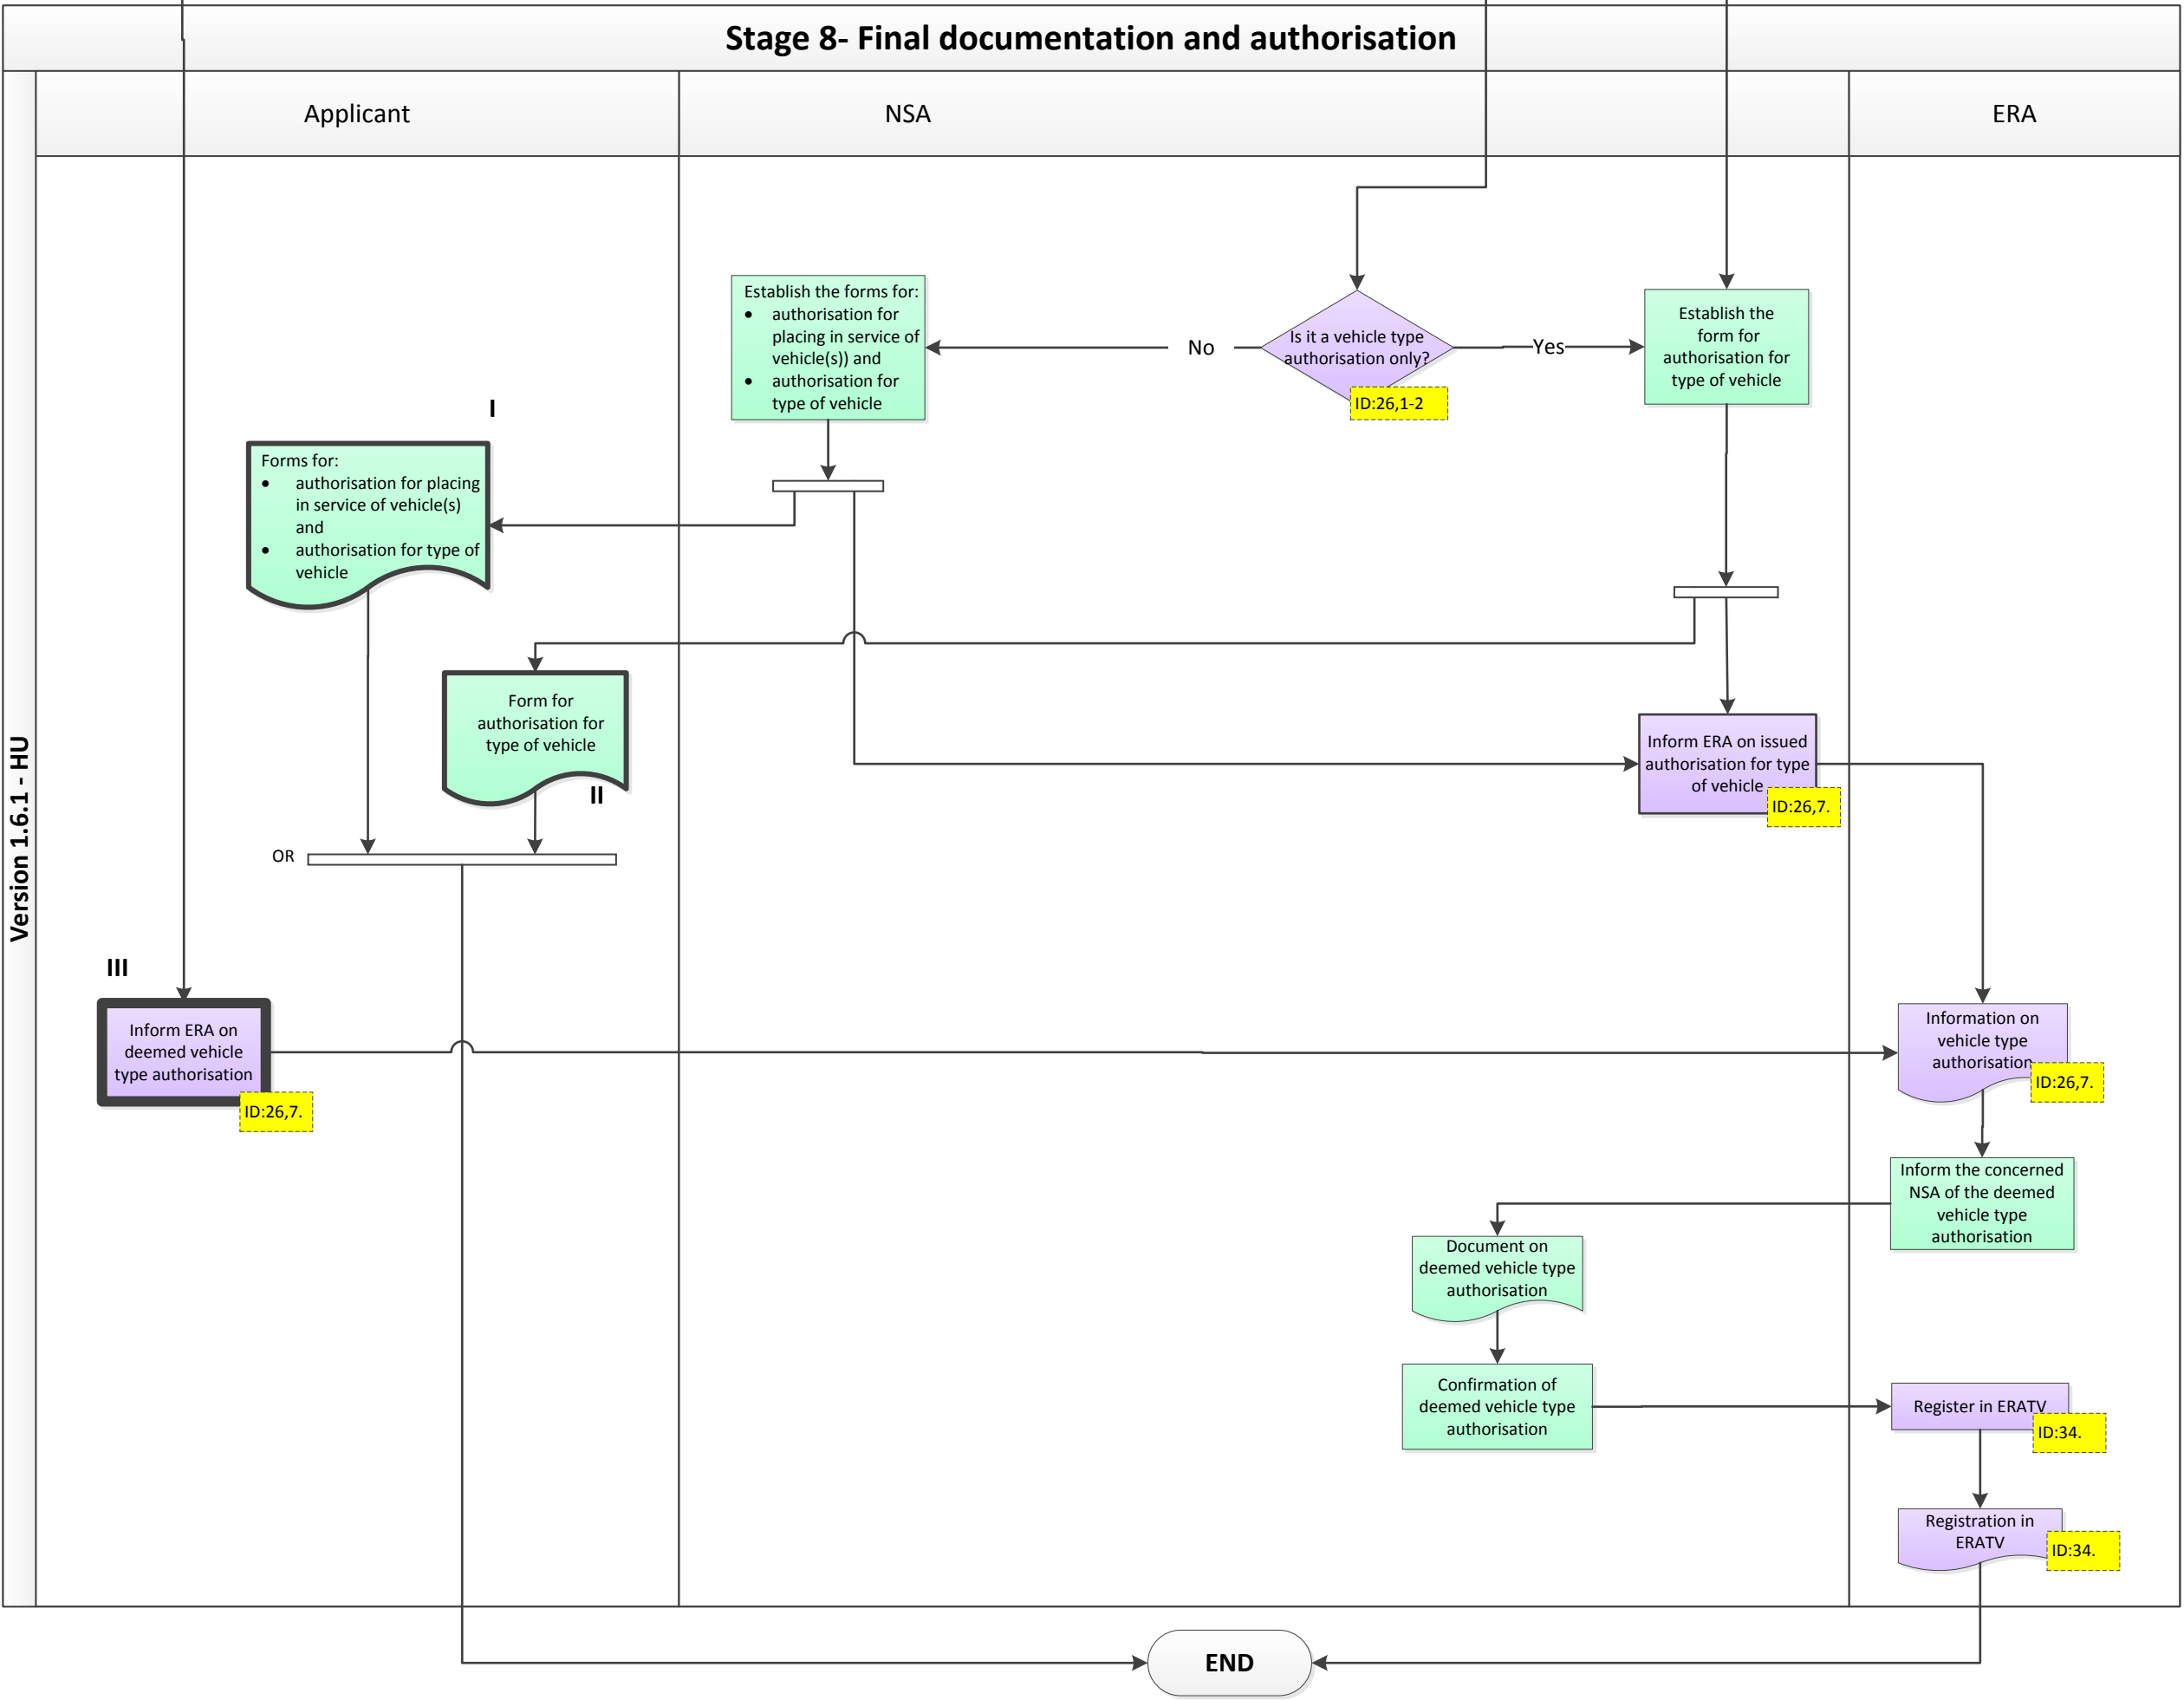 Stage 8- Final documentation and authorisation
Applicant
NSA
ERA
Version 1.6.1 - HU
Establish the forms for:
• authorisation for
placing in service of
vehicle(s)) and
• authorisation for
type of vehicle
No
Is it a vehicle type
authorisation only?
ID:26,1-2
Yes
Establish the
form for
authorisation for
type of vehicle
I
Forms for:
• authorisation for placing
in service of vehicle(s)
and
• authorisation for type of
vehicle
Form for
authorisation for
type of vehicle
II
Inform ERA on issued
authorisation for type
of vehicle
ID:26,7.
OR
III
Inform ERA on
deemed vehicle
type authorisation
ID:26,7.
Information on
vehicle type
authorisation
ID:26,7.
Inform the concerned
NSA of the deemed
vehicle type
authorisation
Document on
deemed vehicle type
authorisation
Confirmation of
deemed vehicle type
authorisation
Register in ERATV
ID:34.
Registration in
ERATV
ID:34.
END